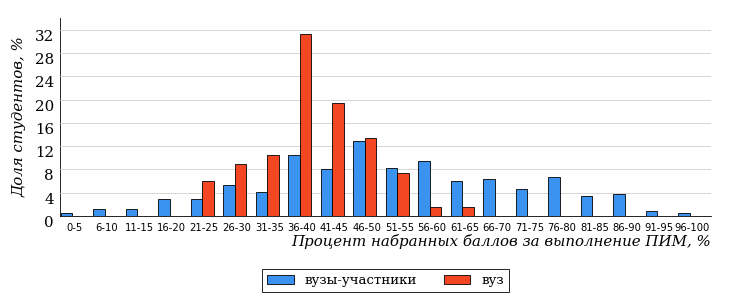 Доля студентов, %
32
28
24
20
16
12
8
4
0
0-5 6-10 11-15 16-20 21-25 26-30 31-35 36-40 41-45 46-50 51-55 56-60 61-65 66-70 71-75 76-80 81-85 86-90 91-95 96-100
Процент набранных баллов за выполнение ПИМ, %
вузы-участники вуз